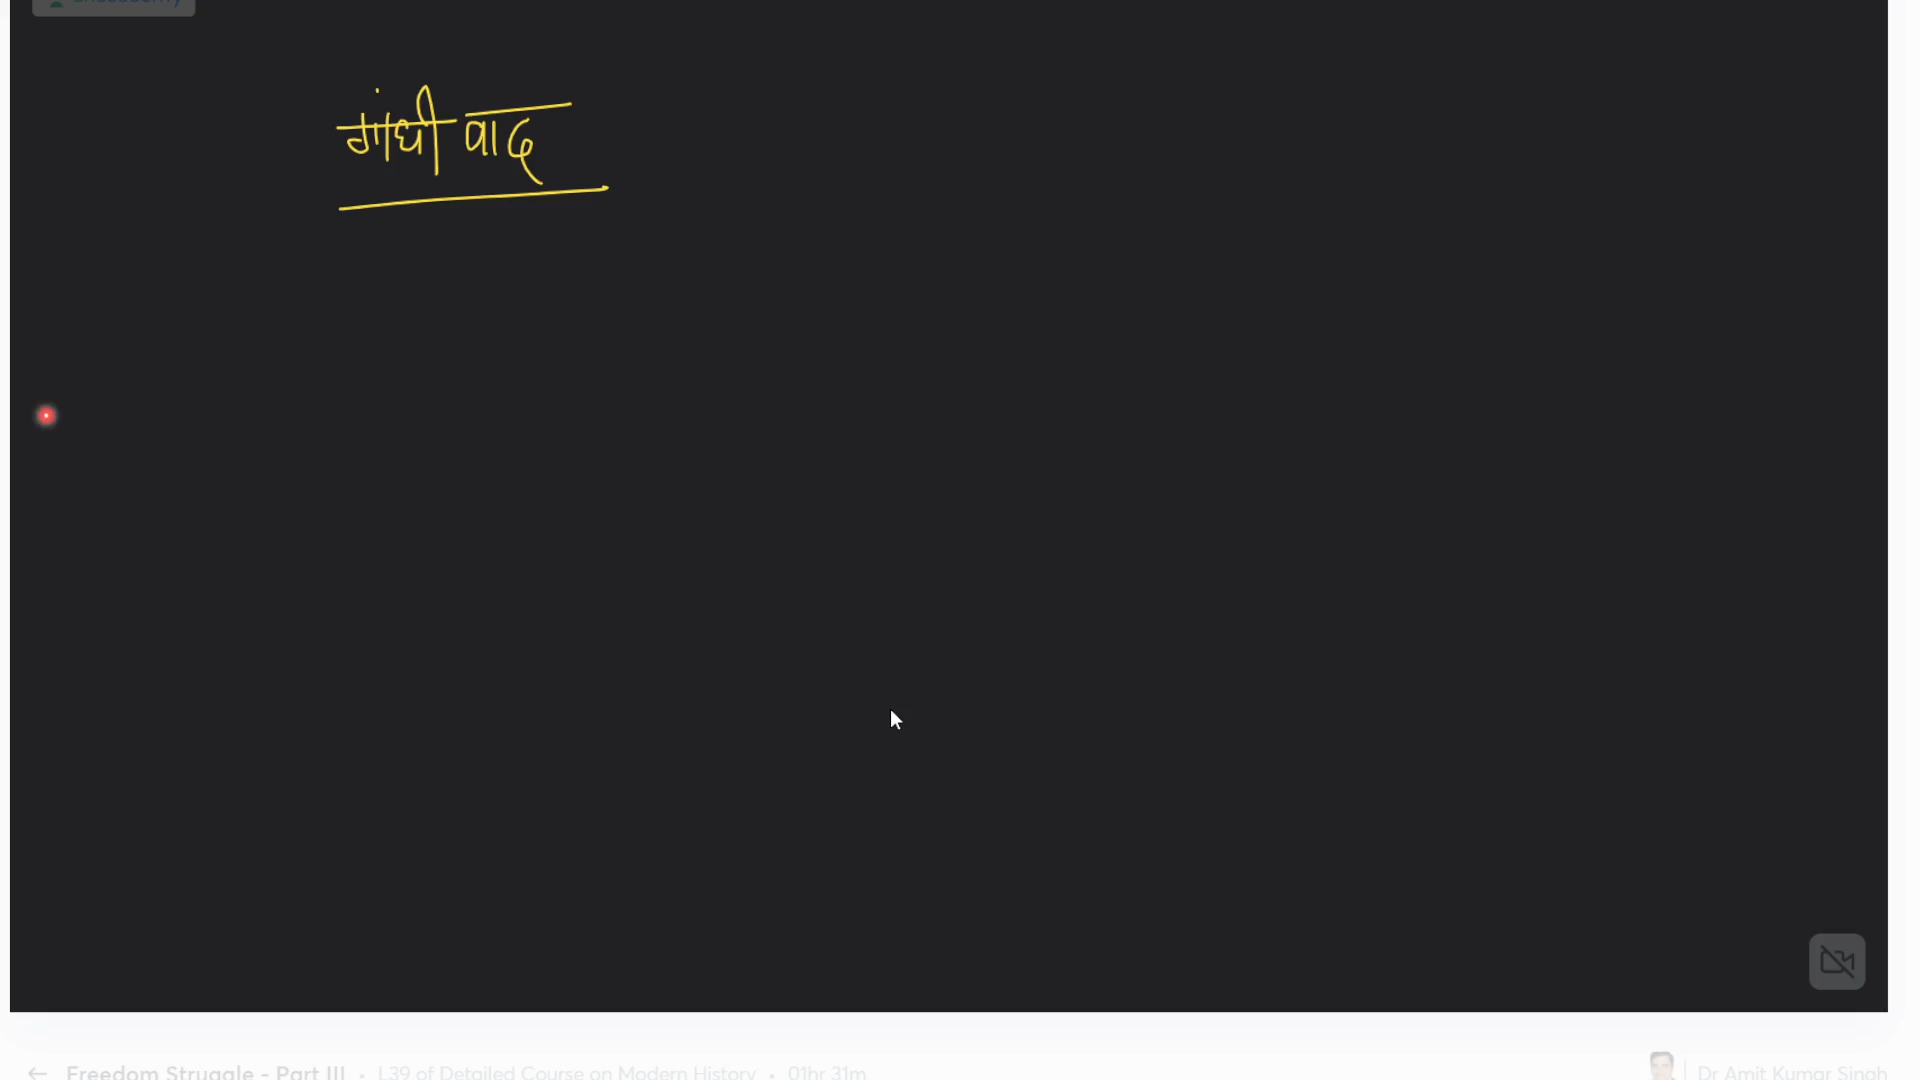 गांधी वाद
Freedom Struggle - Part III • L39 of Detailed Course on Modern History • 01hr 31m
Dr Amit Kumar Singh